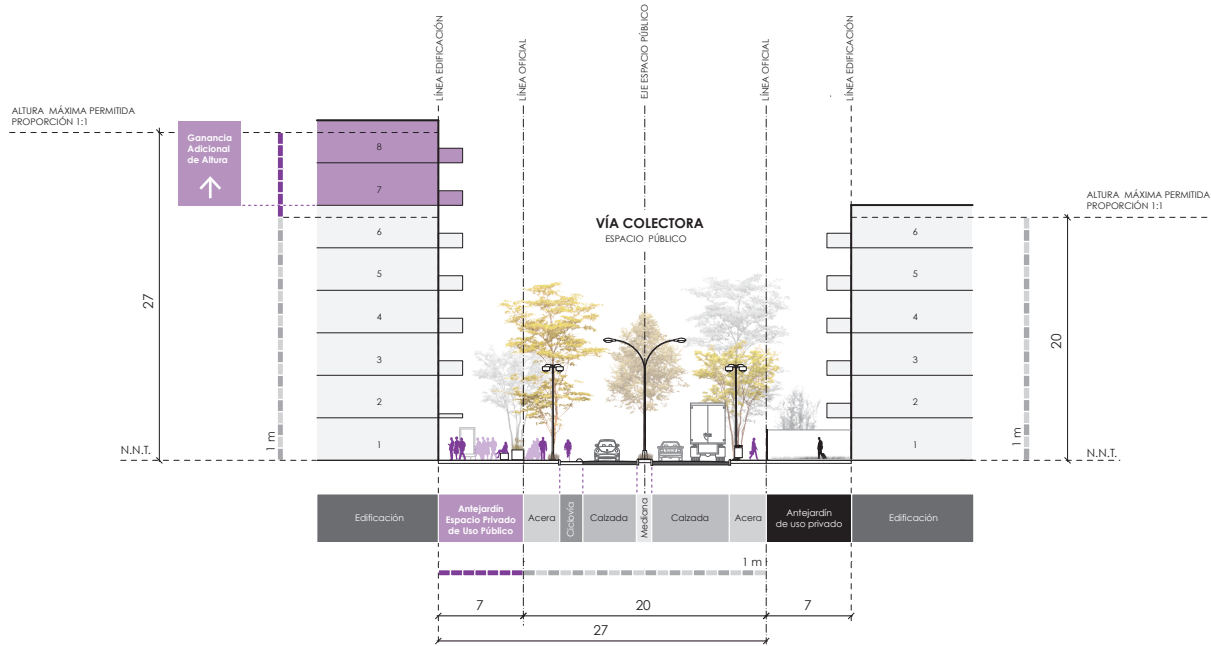 LÍNEA EDIFICACIÓN
LÍNEA OFICIAL
EJE ESPACIO PÚBLICO
LÍNEA OFICIAL
LÍNEA EDIFICACIÓN
ALTURA MÁXIMA PERMITIDA
PROPORCIÓN 1:1
Ganancia
Adicional
de Altura
8
7
6
5
4
3
2
1
27
1 m
N.N.T.
VÍA COLECTORA
ESPACIO PÚBLICO
ALTURA MÁXIMA PERMITIDA
PROPORCIÓN 1:1
6
5
4
3
2
1
20
1 m
N.N.T.
Edificación
Antejardín
Espacio Privado
de Uso Público
Acera
Ciclovía
Calzada
Mediana
Calzada
Acera
Antejardín
de uso privado
Edificación
1 m
7
20
7
27